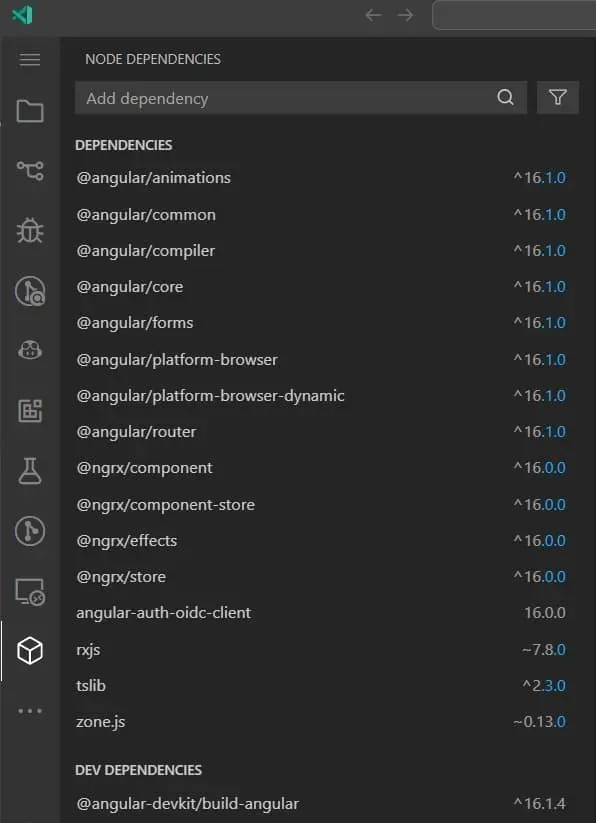 NODE DEPENDENCIES
Add dependency
DEPENDENCIES
@angular/animations ^16.1.0
@angular/common ^16.1.0
@angular/compiler ^16.1.0
@angular/core ^16.1.0
@angular/forms ^16.1.0
@angular/platform-browser ^16.1.0
@angular/platform-browser-dynamic ^16.1.0
@angular/router ^16.1.0
@ngrx/component ^16.0.0
@ngrx/component-store ^16.0.0
@ngrx/effects ^16.0.0
@ngrx/store ^16.0.0
angular-auth-oidc-client 16.0.0
rxjs ~7.8.0
tslib ^2.3.0
zone.js ~0.13.0
DEV DEPENDENCIES
@angular-devkit/build-angular ^16.1.4